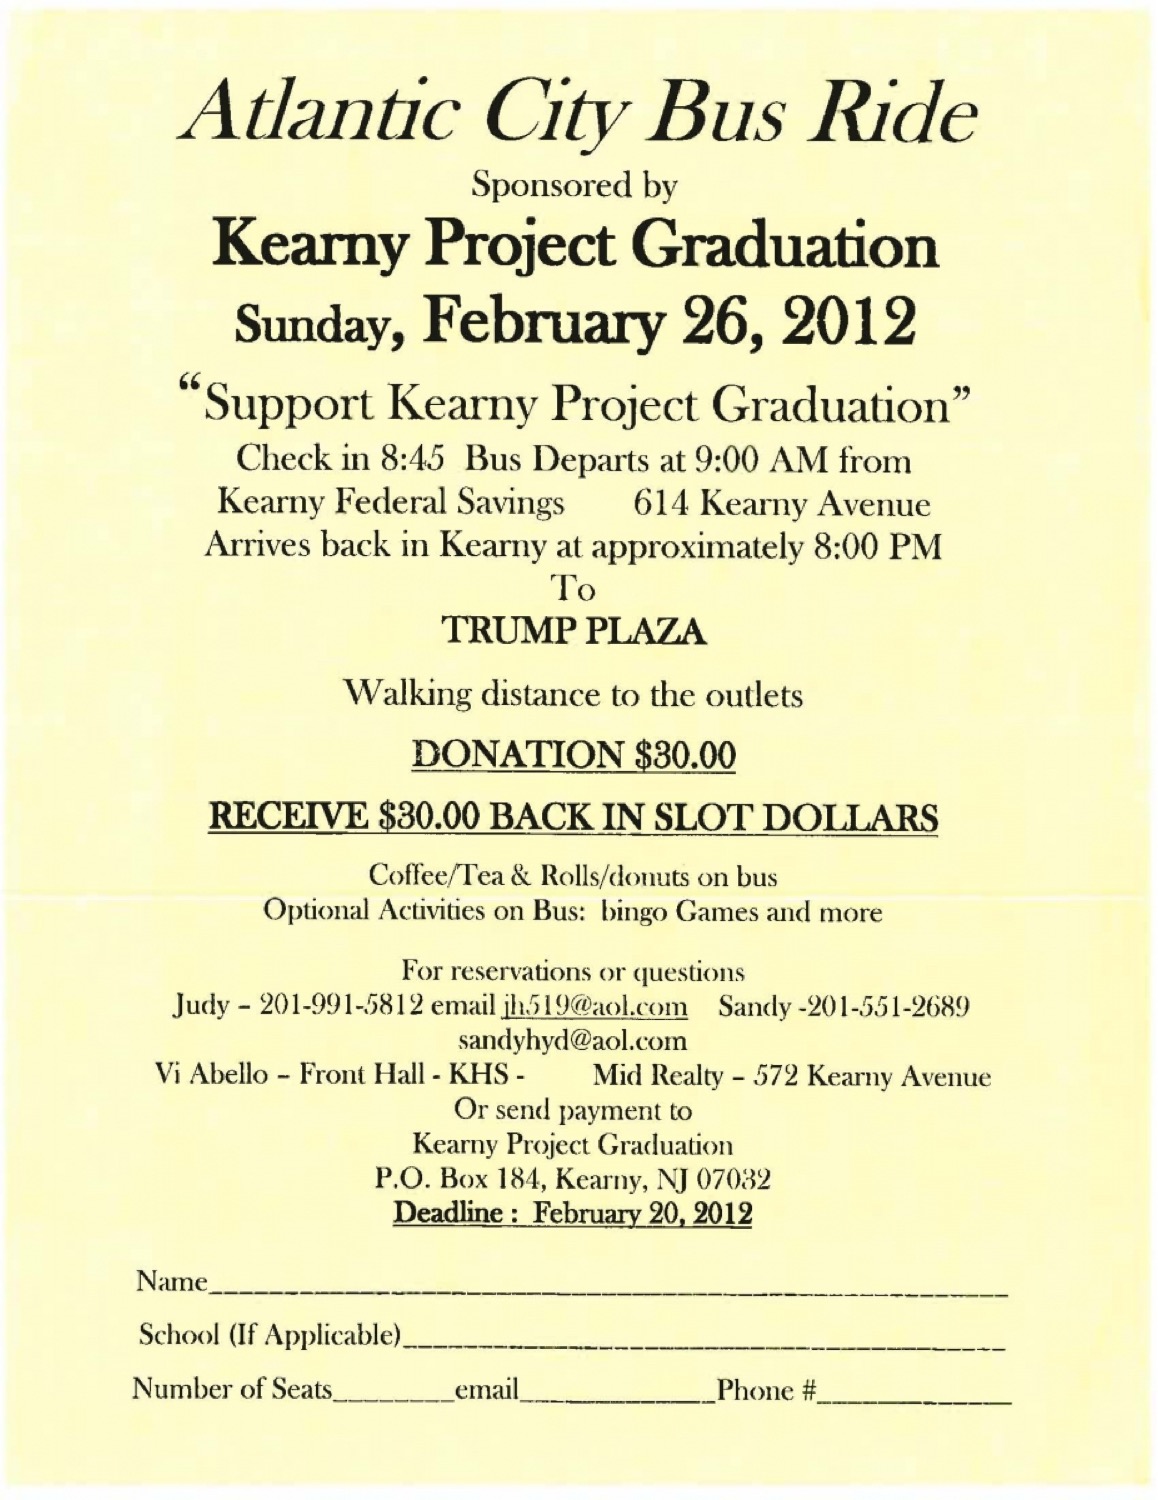 Atlantic City Bus Ride
Sponsored by
Kearny Project Graduation
Sunday, February 26, 2012
“Support Kearny Project Graduation”
Check in 8:45 Bus Departs at 9:00 AM from
Kearny Federal Savings 614 Kearny Avenue
Arrives back in Kearny at approximately 8:00 PM
To
TRUMP PLAZA
Walking distance to the outlets
DONATION $30.00
RECEIVE $30.00 BACK IN SLOT DOLLARS
Coffee/Tea & Rolls/donuts on bus
Optional Activities on Bus: bingo Games and more
For reservations or questions
Judy – 201-991-5812 email jh519@aol.com Sandy -201-551-2689
sandyhyd@aol.com
Vi Abello – Front Hall - KHS - Mid Realty – 572 Kearny Avenue
Or send payment to
Kearny Project Graduation
P.O. Box 184, Kearny, NJ 07032
Deadline : February 20, 2012
Name____________________
School (If Applicable)____________________
Number of Seats________email____________Phone #____________